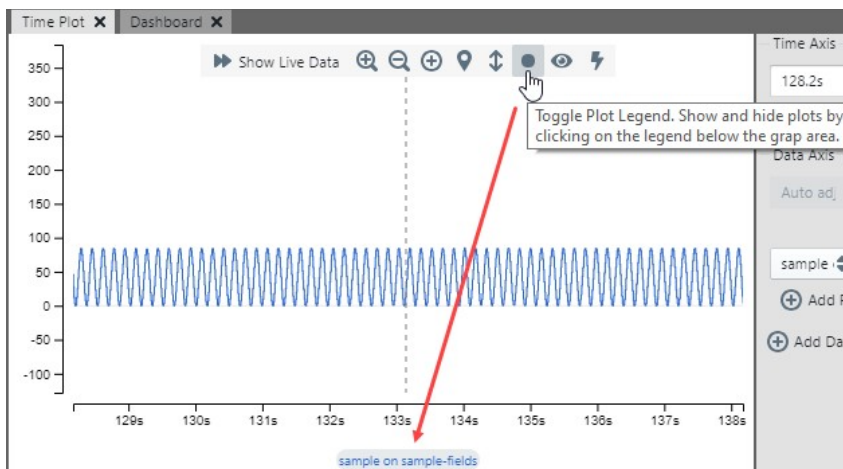 Time Plot
Dashboard
Show Live Data
Time Axis
128.2s
Toggle Plot Legend. Show and hide plots by
clicking on the legend below the grap area.
Data Axis
Auto adj
sample
Add
Add Da
350
300
250
200
150
100
50
0
-50
-100
129s 130s 131s 132s 133s 134s 135s 136s 137s 138s
sample on sample-fields